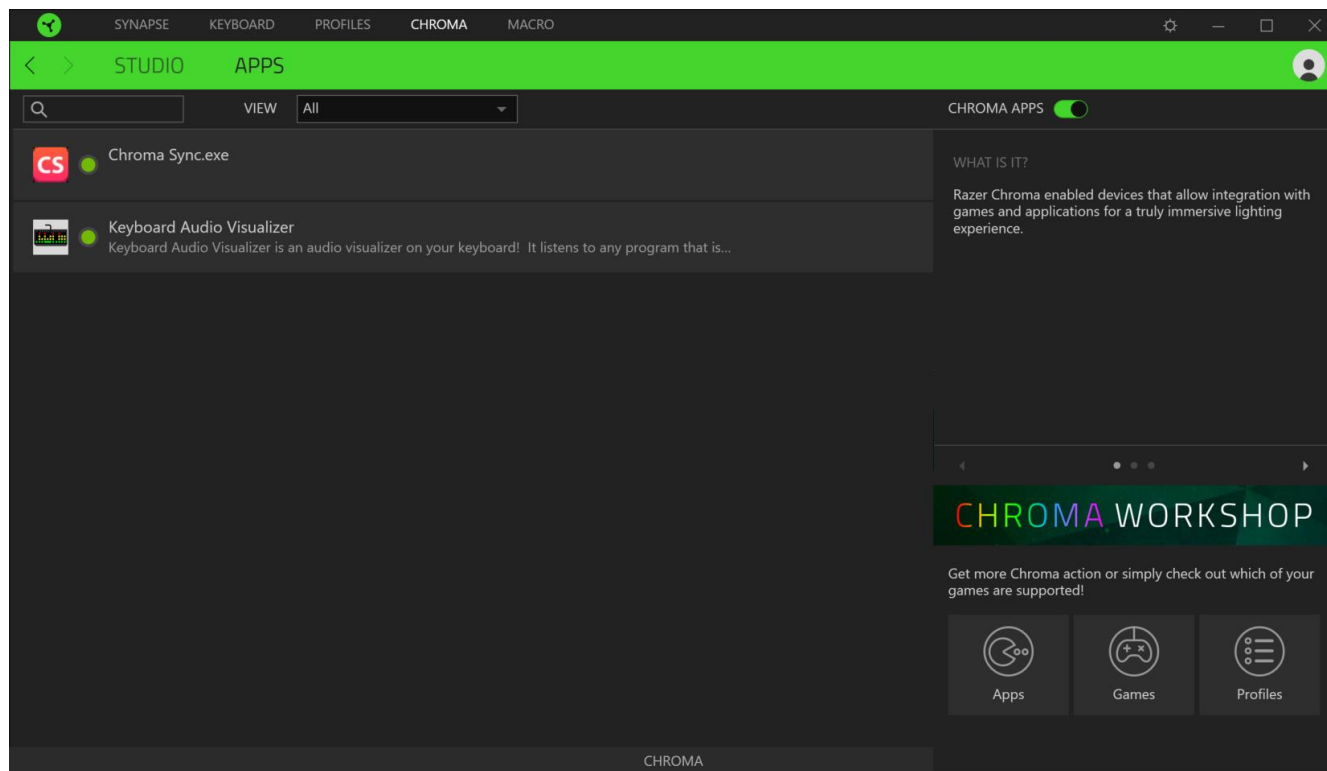 SYNAPSE KEYBOARD PROFILES CHROMA MACRO
STUDIO APPS
VIEW All
CHROMA APPS
CS
Chroma Sync.exe
Keyboard Audio Visualizer
Keyboard Audio Visualizer is an audio visualizer on your keyboard! It listens to any program that is...
WHAT IS IT?
Razer Chroma enabled devices that allow integration with
games and applications for a truly immersive lighting
experience.
CHROMA WORKSHOP
Get more Chroma action or simply check out which of your
games are supported!
Apps Games Profiles
CHROMA